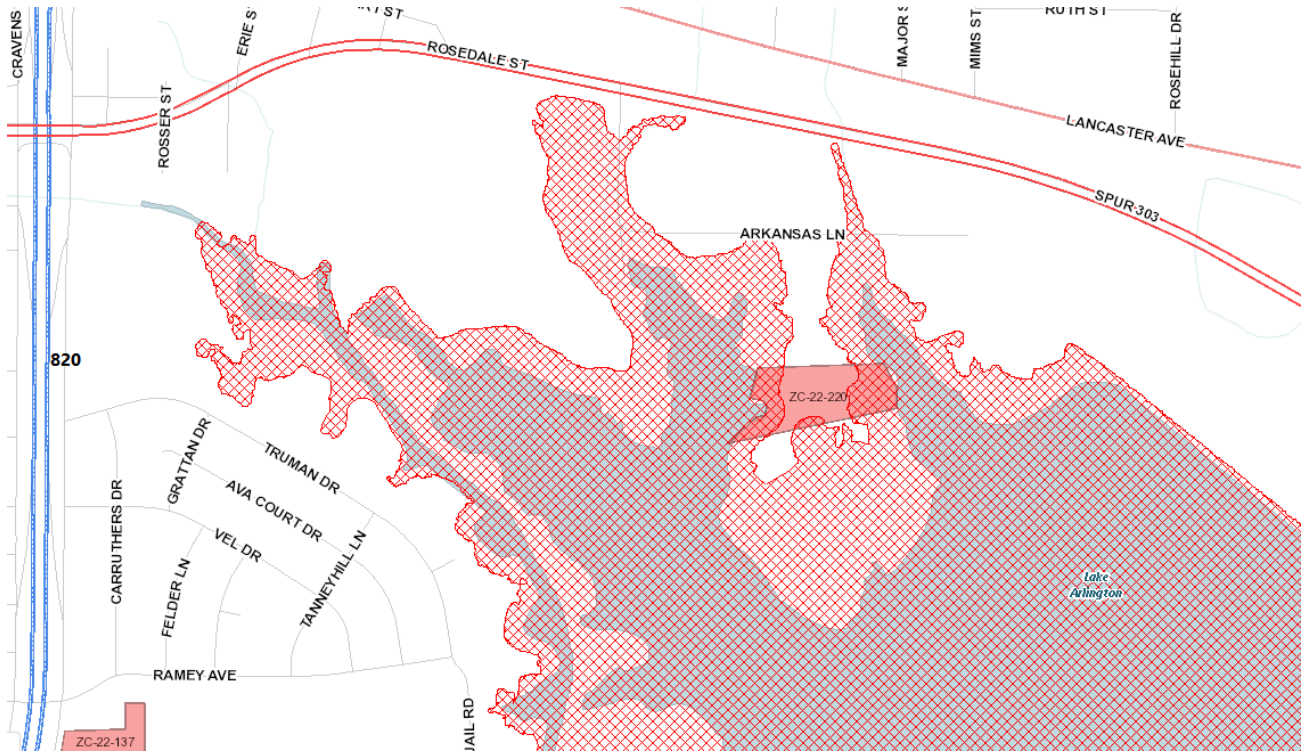 CRAVENS
ERIE S
ROSEDALE ST
MAJOR S
MIMS ST
RUTH ST
ROSEHILL DR
ROSSER ST
LANCASTER AVE
SPUR 303
ARKANSAS LN
820
ZC-22-220
GRATTAN DR
TRUMAN DR
AVA COURT DR
CARRUTHERS DR
VEL DR
TANNEYHILL LN
FELDER LN
Lake
Arlington
RAMEY AVE
AIL RD
ZC-22-137